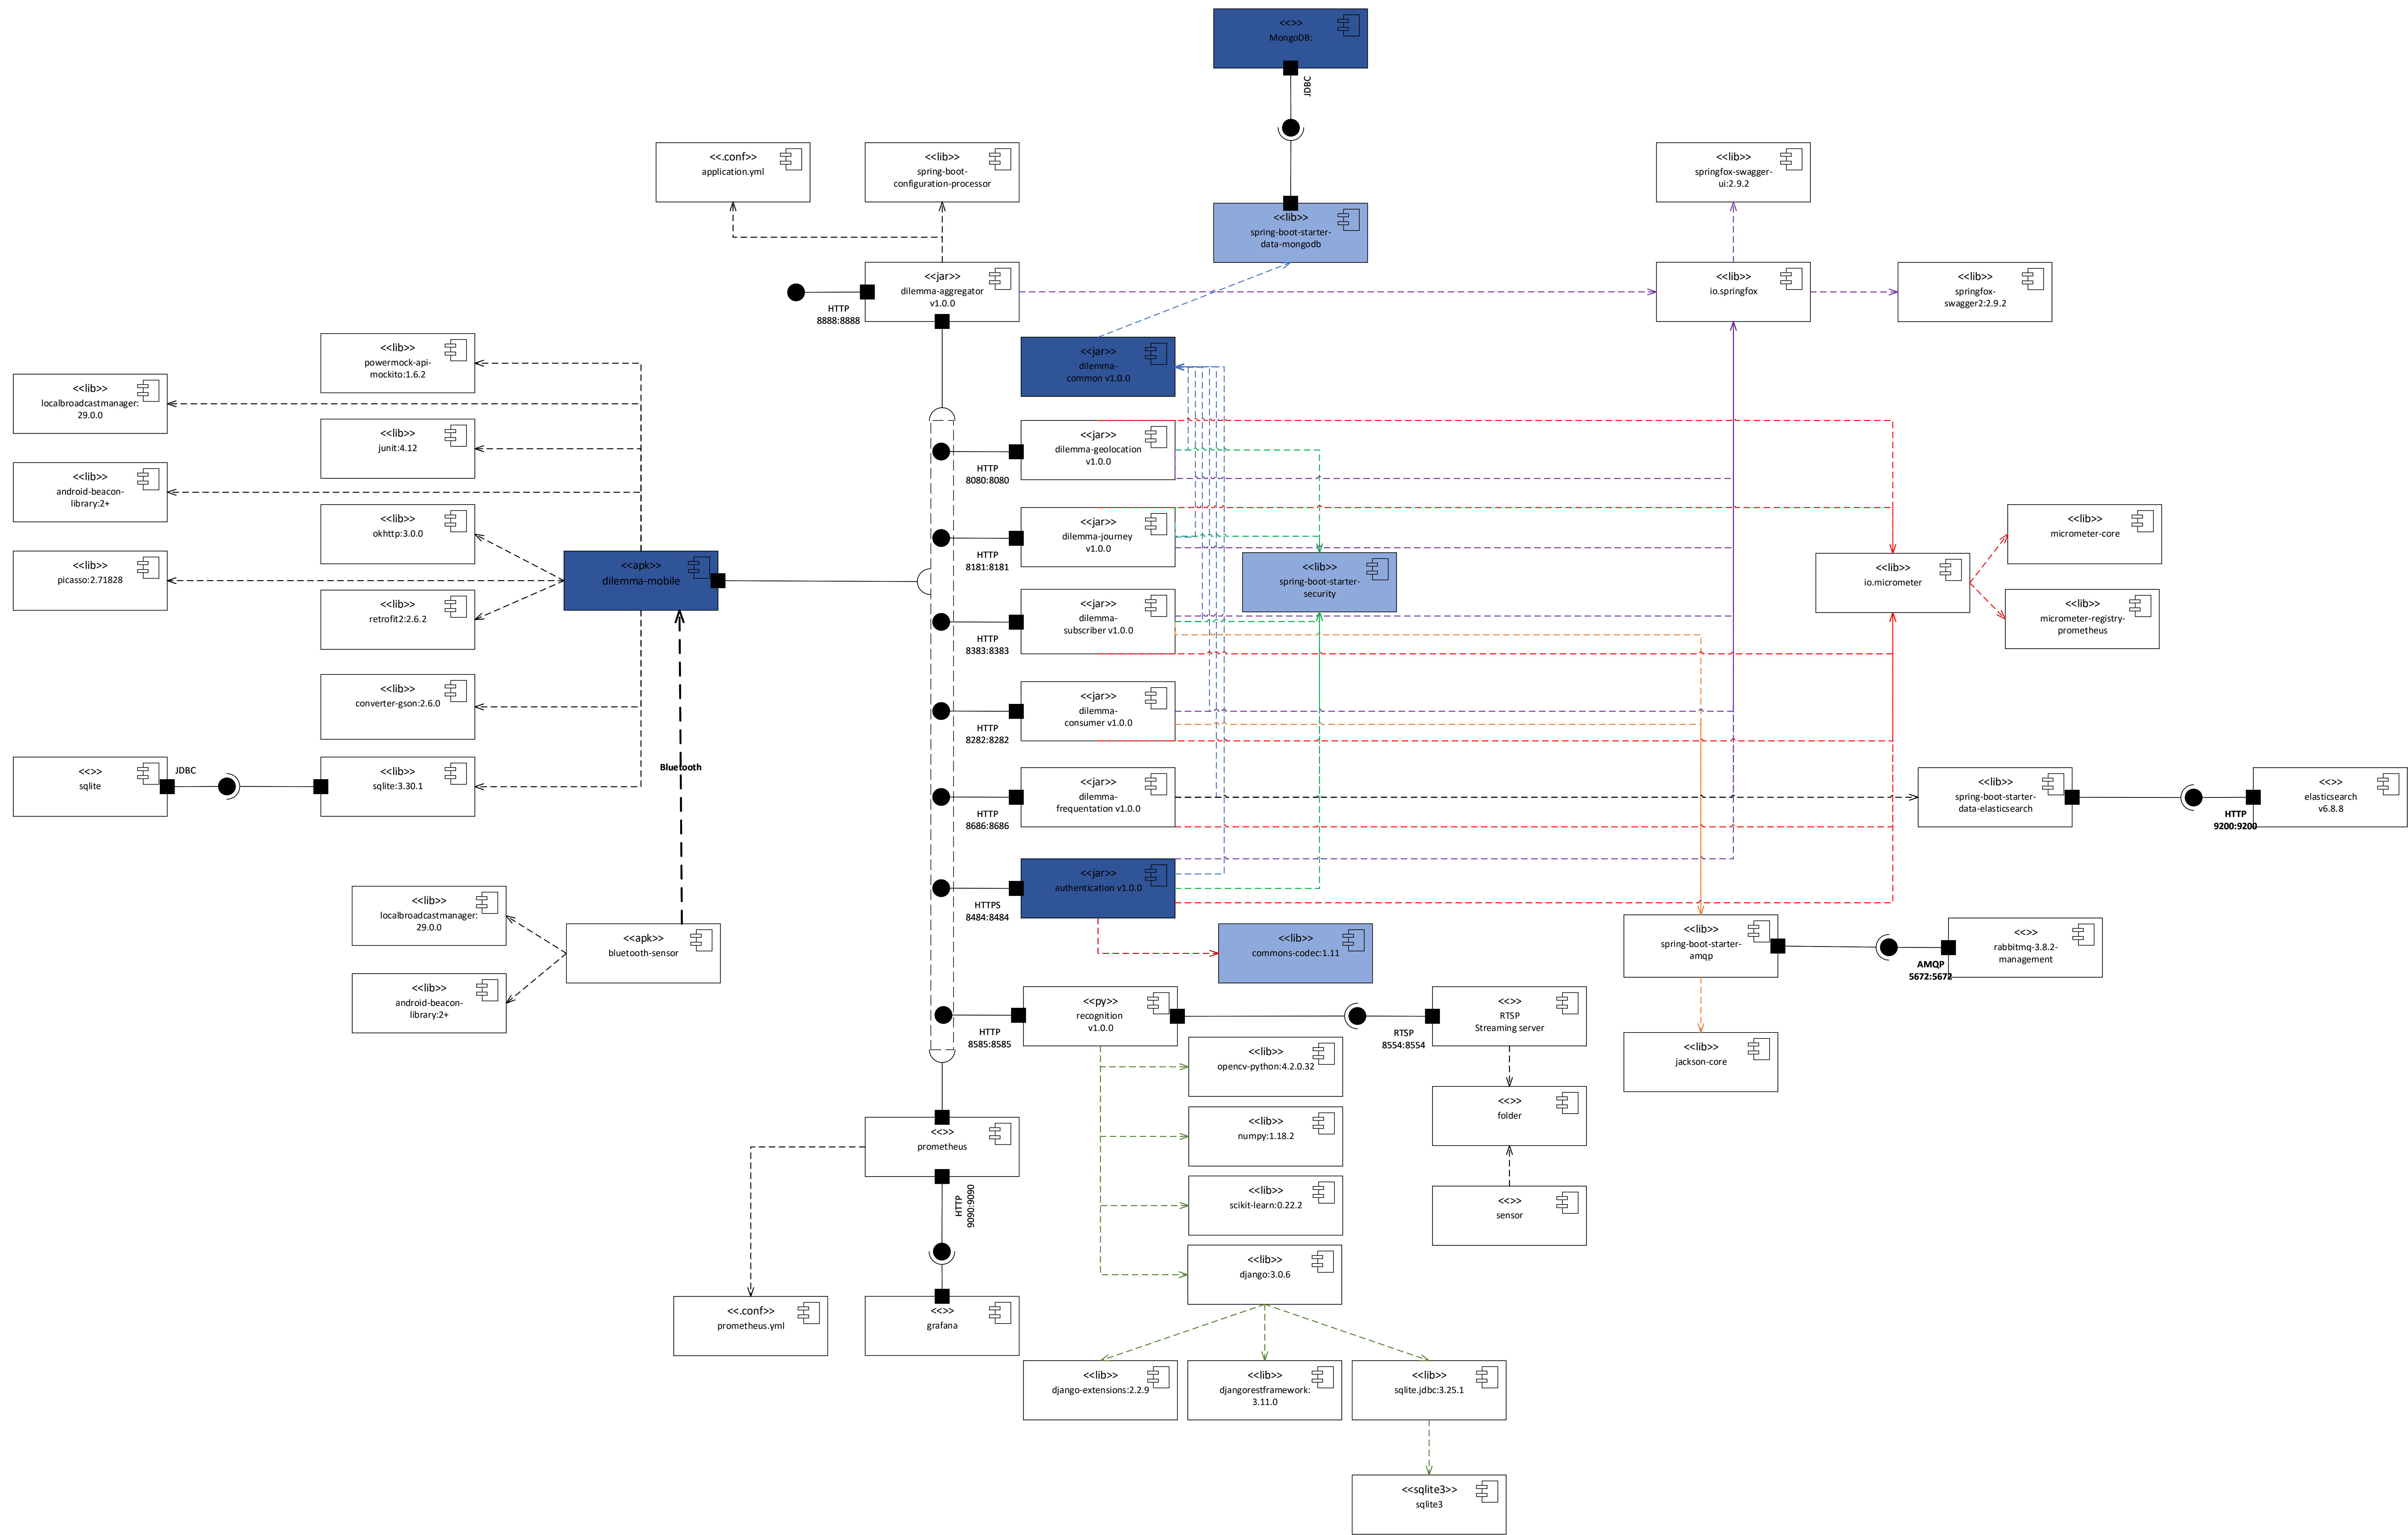 <<>>
MongoDB:
JDBC
<<.conf>>
application.yml
<<lib>>
spring-boot-
configuration-processor
<<lib>>
spring-boot-starter-
data-mongodb
<<lib>>
springfox-swagger-
ui:2.9.2
<<jar>>
dilemma-aggregator
v1.0.0
HTTP
8888:8888
<<lib>>
io.springfox
<<lib>>
springfox-
swagger2:2.9.2
<<lib>>
powermock-api-
mockito:1.6.2
<<jar>>
dilemma-
common v1.0.0
<<lib>>
localbroadcastmanager:
29.0.0
<<lib>>
junit:4.12
<<jar>>
dilemma-geolocation
v1.0.0
HTTP
8080:8080
<<lib>>
android-beacon-
library:2+
<<lib>>
okhttp:3.0.0
<<jar>>
dilemma-journey
v1.0.0
HTTP
8181:8181
<<lib>>
micrometer-core
<<lib>>
picasso:2.71828
<<apk>>
dilemma-mobile
<<lib>>
spring-boot-starter-
security
<<lib>>
io.micrometer
<<lib>>
retrofit2:2.6.2
<<jar>>
dilemma-
subscriber v1.0.0
HTTP
8383:8383
<<lib>>
micrometer-registry-
prometheus
<<lib>>
converter-gson:2.6.0
<<jar>>
dilemma-
consumer v1.0.0
HTTP
8282:8282
<<>>
sqlite
JDBC
<<lib>>
sqlite:3.30.1
Bluetooth
<<jar>>
dilemma-
frequentation v1.0.0
HTTP
8686:8686
<<lib>>
spring-boot-starter-
data-elasticsearch
HTTP
9200:9200
<<>>
elasticsearch
v6.8.8
<<jar>>
authentication v1.0.0
HTTPS
8484:8484
<<lib>>
localbroadcastmanager:
29.0.0
<<apk>>
bluetooth-sensor
<<lib>>
commons-codec:1.11
<<lib>>
spring-boot-starter-
amqp
AMQP
5672:5672
<<>>
rabbitmq-3.8.2-
management
<<lib>>
android-beacon-
library:2+
<<py>>
recognition
v1.0.0
HTTP
8585:8585
RTSP
8554:8554
<<>>
RTSP
Streaming server
<<lib>>
jackson-core
<<lib>>
opencv-python:4.2.0.32
<<>>
folder
<<>>
prometheus
<<lib>>
numpy:1.18.2
HTTP
9090:9090
<<lib>>
scikit-learn:0.22.2
<<>>
sensor
<<lib>>
django:3.0.6
<<.conf>>
prometheus.yml
<<>>
grafana
<<lib>>
django-extensions:2.2.9
<<lib>>
djangorestframework:
3.11.0
<<lib>>
sqlite.jdbc:3.25.1
<<sqlite3>>
sqlite3